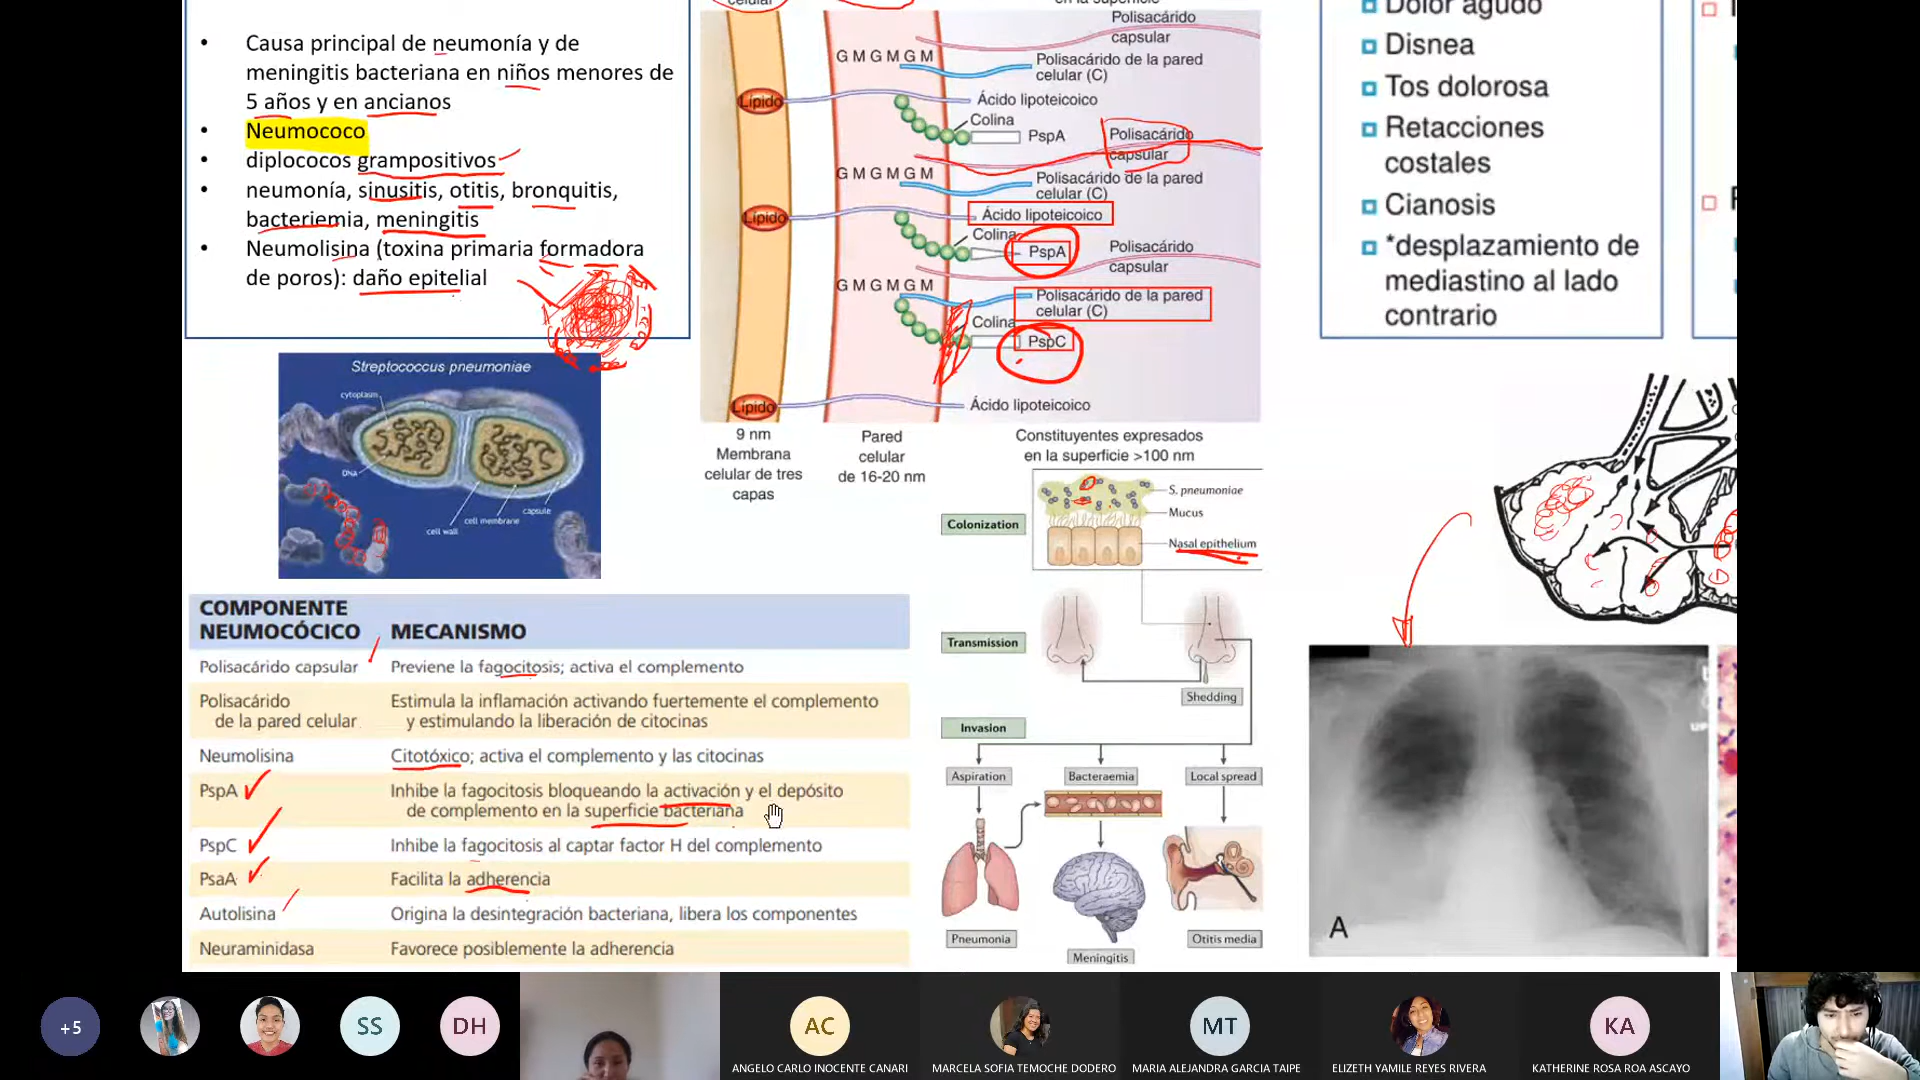 • Causa principal de neumonía y de
meningitis bacteriana en niños menores de
5 años y en ancianos
• Neumococo
• diplococos grampositivos
• neumonía, sinusitis, otitis, bronquitis,
bacteriemia, meningitis
• Neumolisina (toxina primaria formadora
de poros): daño epitelial
Streptococcus pneumoniae
cytoplasm
DNA
cell wall
cell membrane
capsule
celular
en la superficie
Polisacárido
capsular
G M G M G M
Polisacárido de la pared
celular (C)
Lípido
Ácido lipoteicoico
Colina
PspA
Polisacárido
capsular
G M G M G M
Polisacárido de la pared
celular (C)
Lípido
Ácido lipoteicoico
Colina
PspA
Polisacárido
capsular
G M G M G M
Polisacárido de la pared
celular (C)
Colina
PspC
Lípido
Ácido lipoteicoico
9 nm
Membrana
celular de tres
capas
Pared
celular
de 16-20 nm
Constituyentes expresados
en la superficie >100 nm
COMPONENTE
NEUMOCÓCICO
MECANISMO
Polisacárido capsular
Previene la fagocitosis; activa el complemento
Polisacárido
de la pared celular
Estimula la inflamación activando fuertemente el complemento
y estimulando la liberación de citocinas
Neumolisina
Citotóxico; activa el complemento y las citocinas
PspA
Inhibe la fagocitosis bloqueando la activación y el depósito
de complemento en la superficie bacteriana
PspC
Inhibe la fagocitosis al captar factor H del complemento
PsaA
Facilita la adherencia
Autolisina
Origina la desintegración bacteriana, libera los componentes
Neuraminidasa
Favorece posiblemente la adherencia
Colonization
S. pneumoniae
Mucus
Nasal epithelium
Transmission
Shedding
Invasion
Aspiration
Bacteraemia
Local spread
Pneumonia
Meningitis
Otitis media
Dolor agudo
Disnea
Tos dolorosa
Retacciones
costales
Cianosis
*desplazamiento de
mediastino al lado
contrario
A
+5
SS
DH
AC
ANGELO CARLO INOCENTE CANARI
MARCELA SOFIA TEMOCHE DODERO
MT
MARIA ALEJANDRA GARCIA TAIPE
ELIZETH YAMILE REYES RIVERA
KA
KATHERINE ROSA ROA ASCAYO